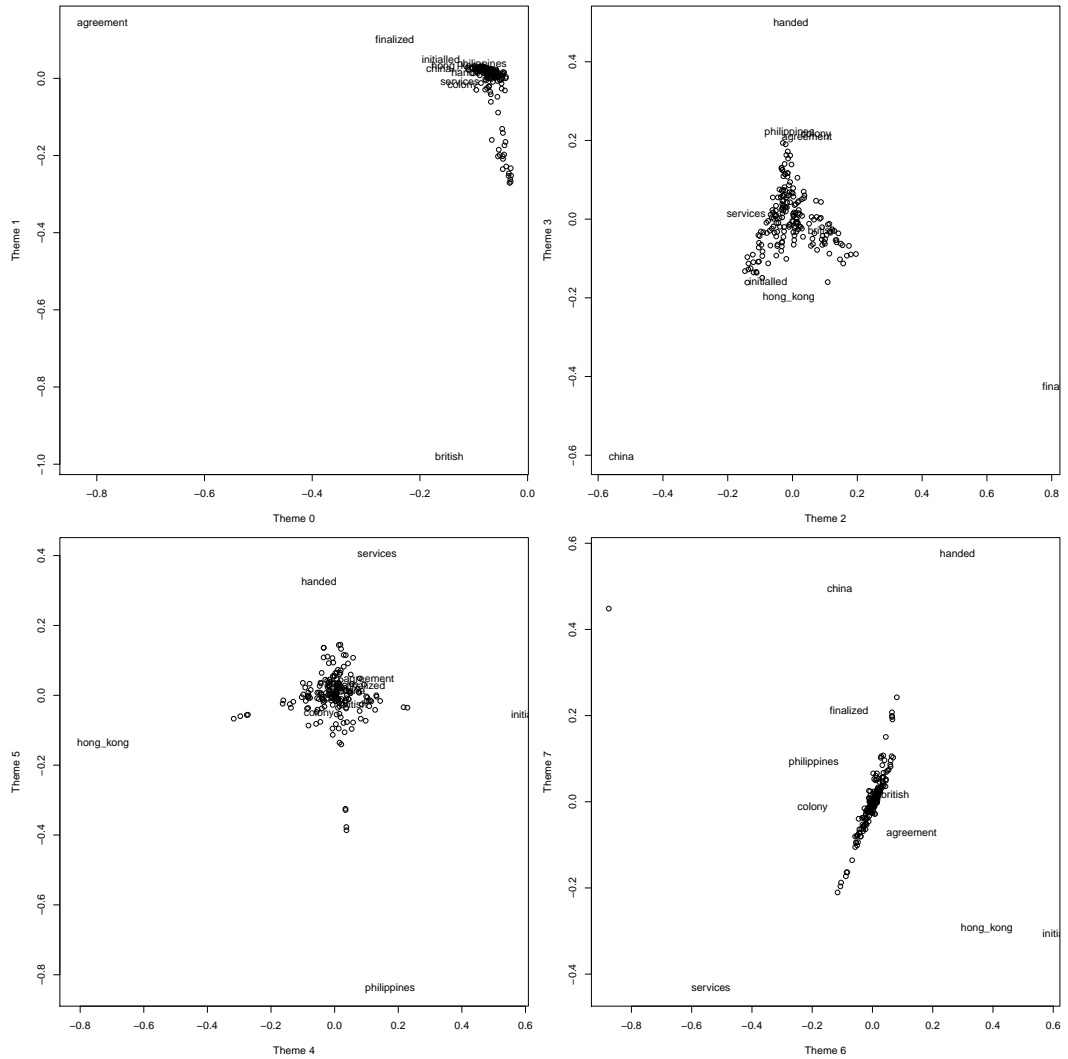 agreement
finalized
initialled
philippines
china
services
colony
british
0.0
−0.2
−0.4
−0.6
−0.8
−1.0
Theme 1
−0.8
−0.6
−0.4
−0.2
0.0
Theme 0
handed
philippines
colony
agreement
services
initialled
hong_kong
fina
china
0.4
0.2
0.0
−0.2
−0.4
−0.6
Theme 3
−0.6
−0.4
−0.2
0.0
0.2
0.4
0.6
0.8
Theme 2
services
handed
agreement
colony
hong_kong
philippines
0.4
0.2
0.0
−0.2
−0.4
−0.6
−0.8
Theme 5
−0.8
−0.6
−0.4
−0.2
0.0
0.2
0.4
0.6
Theme 4
handed
china
finalized
philippines
british
colony
agreement
hong_kong
services
0.6
0.4
0.2
0.0
−0.2
−0.4
Theme 7
−0.8
−0.6
−0.4
−0.2
0.0
0.2
0.4
0.6
Theme 6